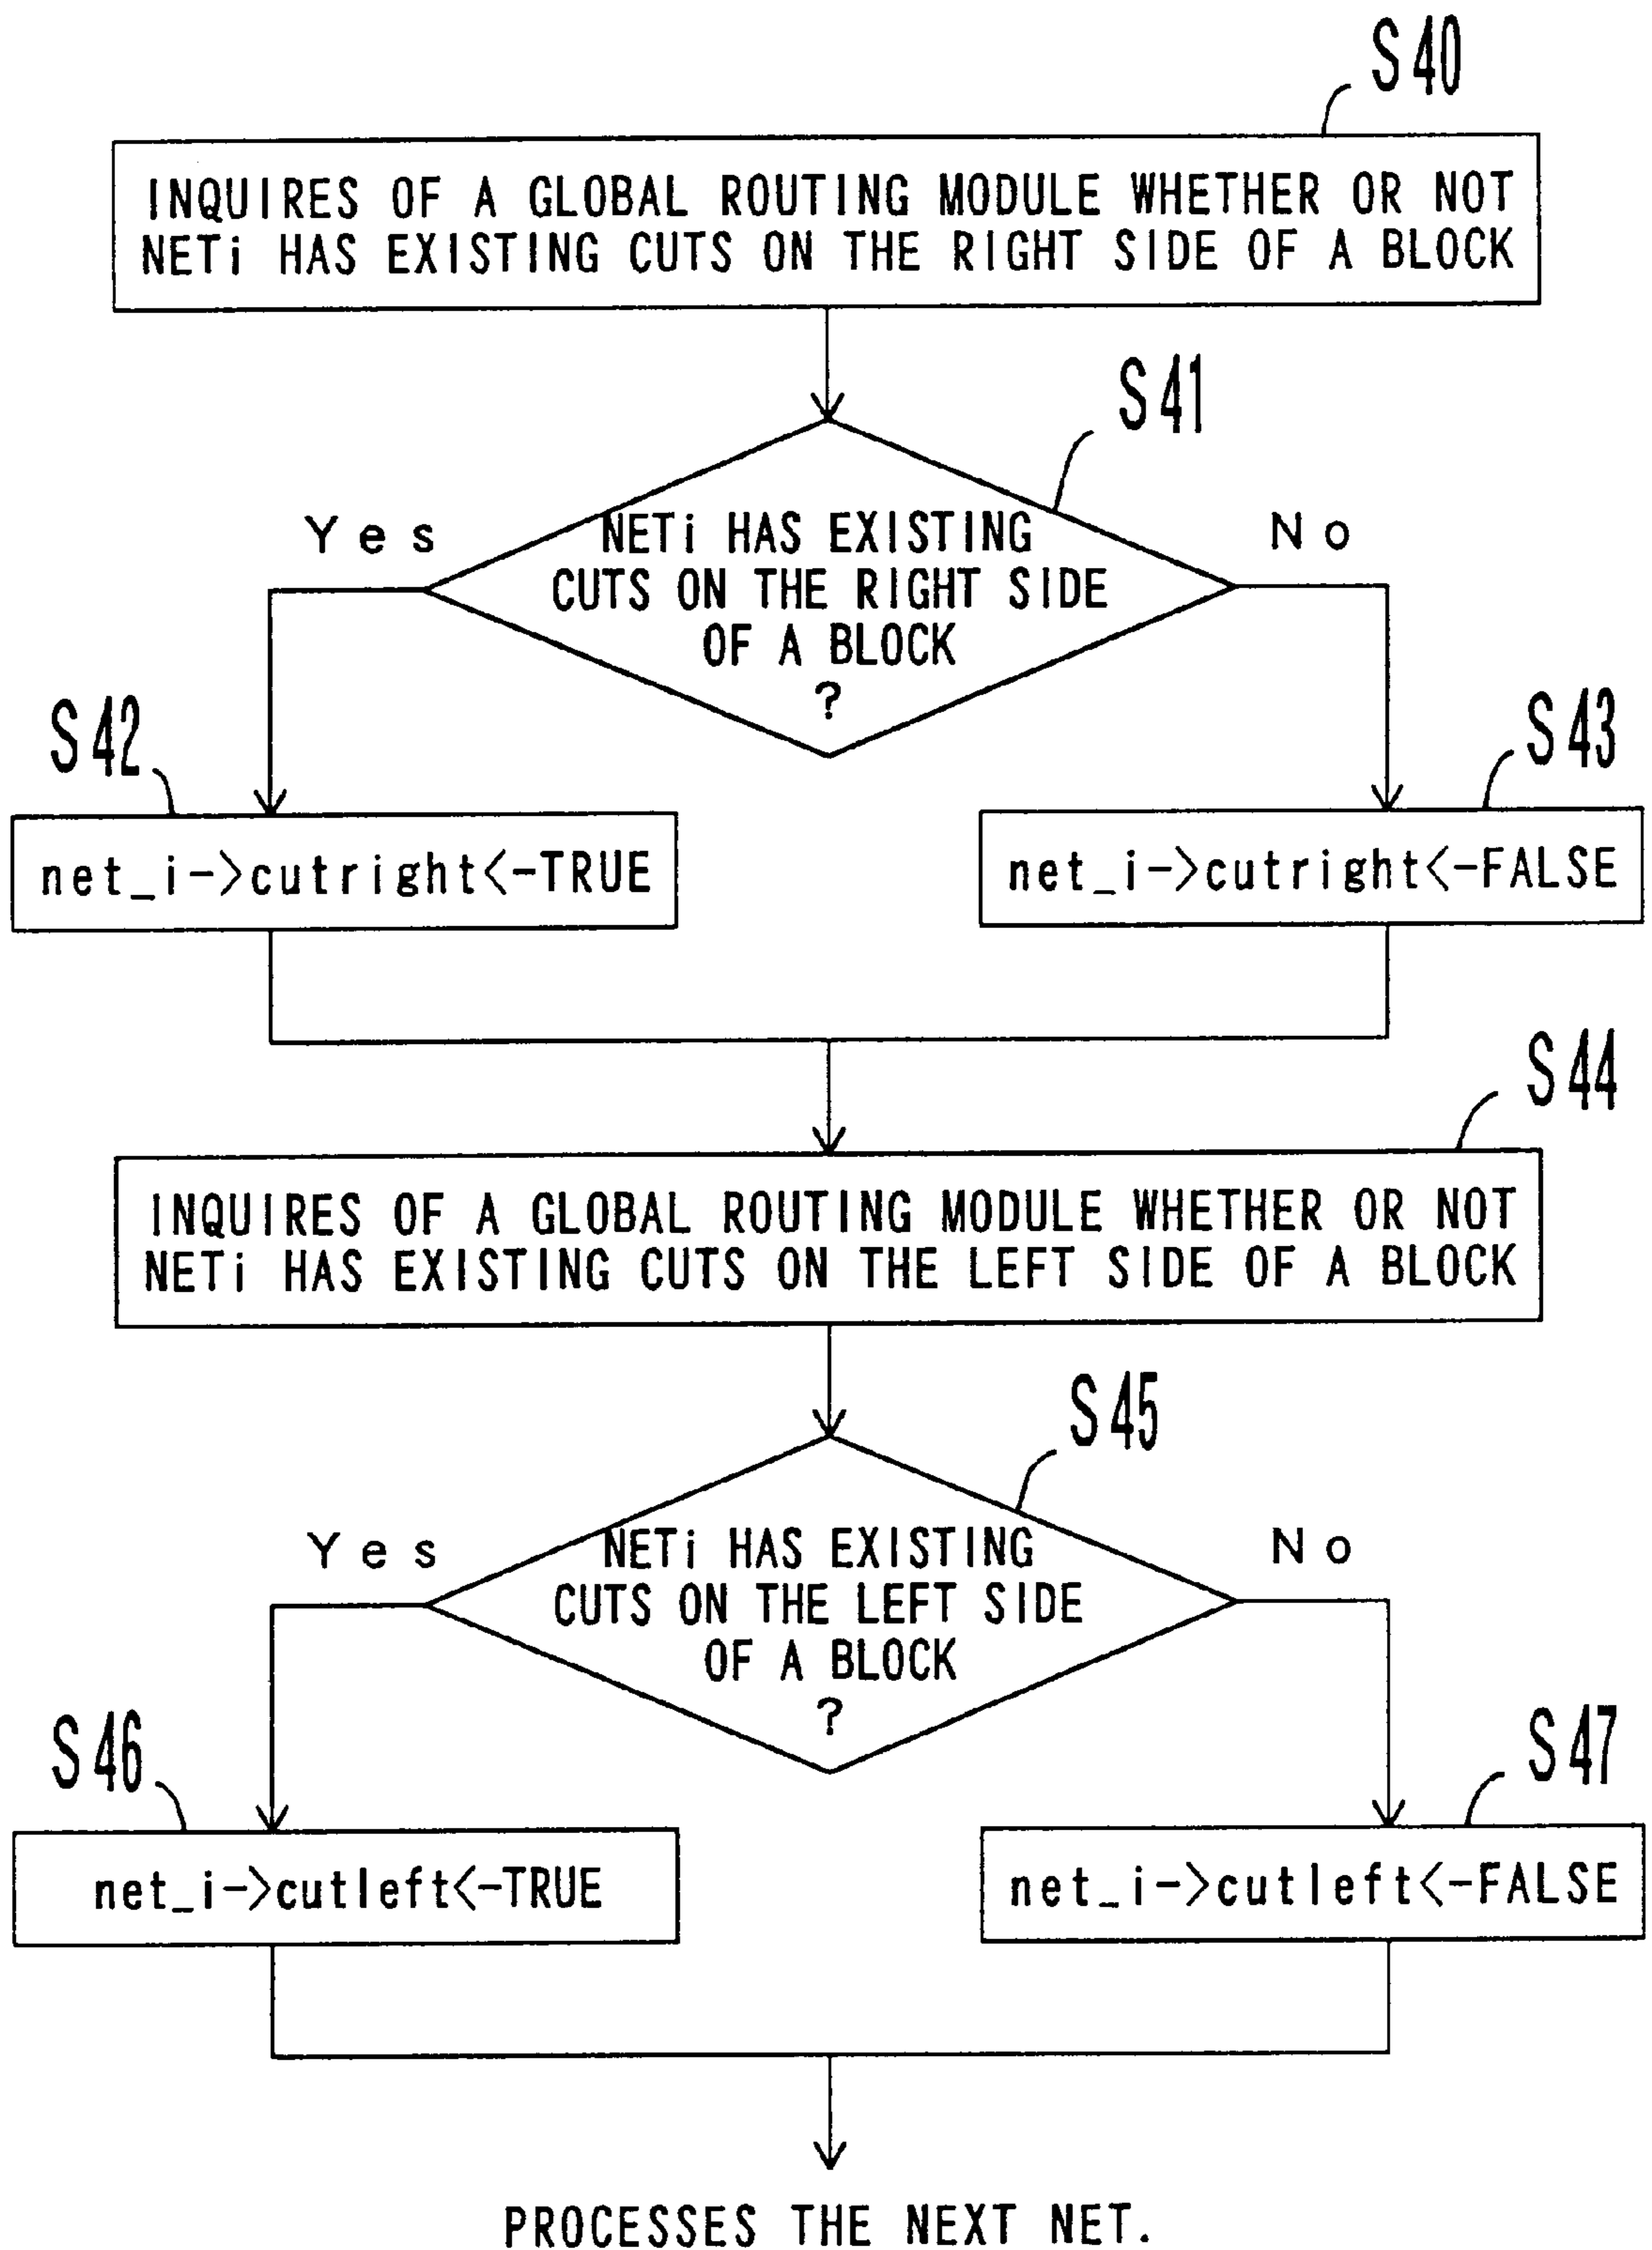 S40
INQUIRES OF A GLOBAL ROUTING MODULE WHETHER OR NOT
NETi HAS EXISTING CUTS ON THE RIGHT SIDE OF A BLOCK
S41
Yes
No
NETi HAS EXISTING
CUTS ON THE RIGHT SIDE
OF A BLOCK
?
S42
S43
net_i->cutright<-TRUE
net_i->cutright<-FALSE
S44
INQUIRES OF A GLOBAL ROUTING MODULE WHETHER OR NOT
NETi HAS EXISTING CUTS ON THE LEFT SIDE OF A BLOCK
S45
Yes
No
NETi HAS EXISTING
CUTS ON THE LEFT SIDE
OF A BLOCK
?
S46
S47
net_i->cutleft<-TRUE
net_i->cutleft<-FALSE
PROCESSES THE NEXT NET.